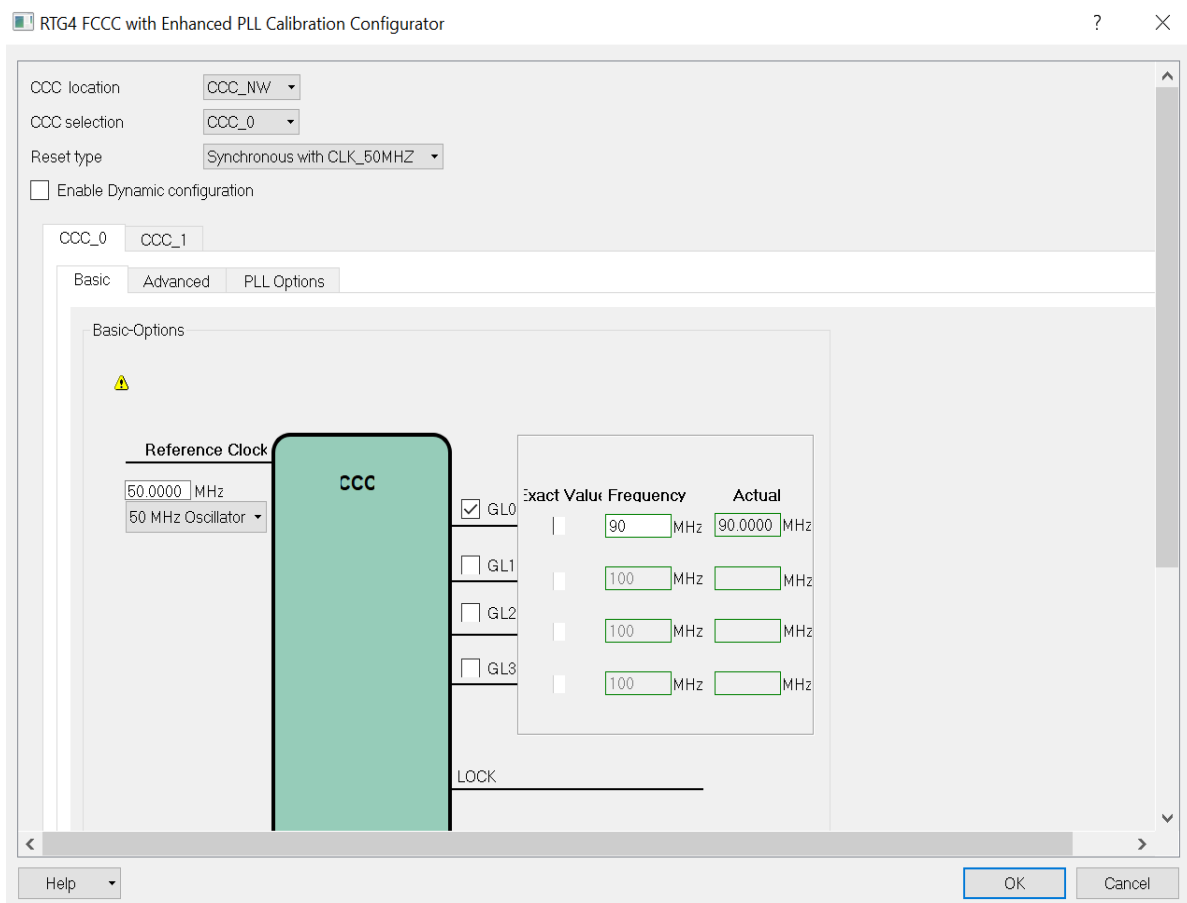 RTG4 FCCC with Enhanced PLL Calibration Configurator
CCC location CCC_NW
CCC selection CCC_0
Reset type Synchronous with CLK_50MHZ
Enable Dynamic configuration
CCC_0 CCC_1
Basic Advanced PLL Options
Basic-Options
Reference Clock
CCC
50.0000 MHz
50 MHz Oscillator
Exact Valu Frequency Actual
GL0 90 MHz 90.0000 MHz
GL1 100 MHz MHz
GL2 100 MHz MHz
GL3 100 MHz MHz
LOCK
Help OK Cancel